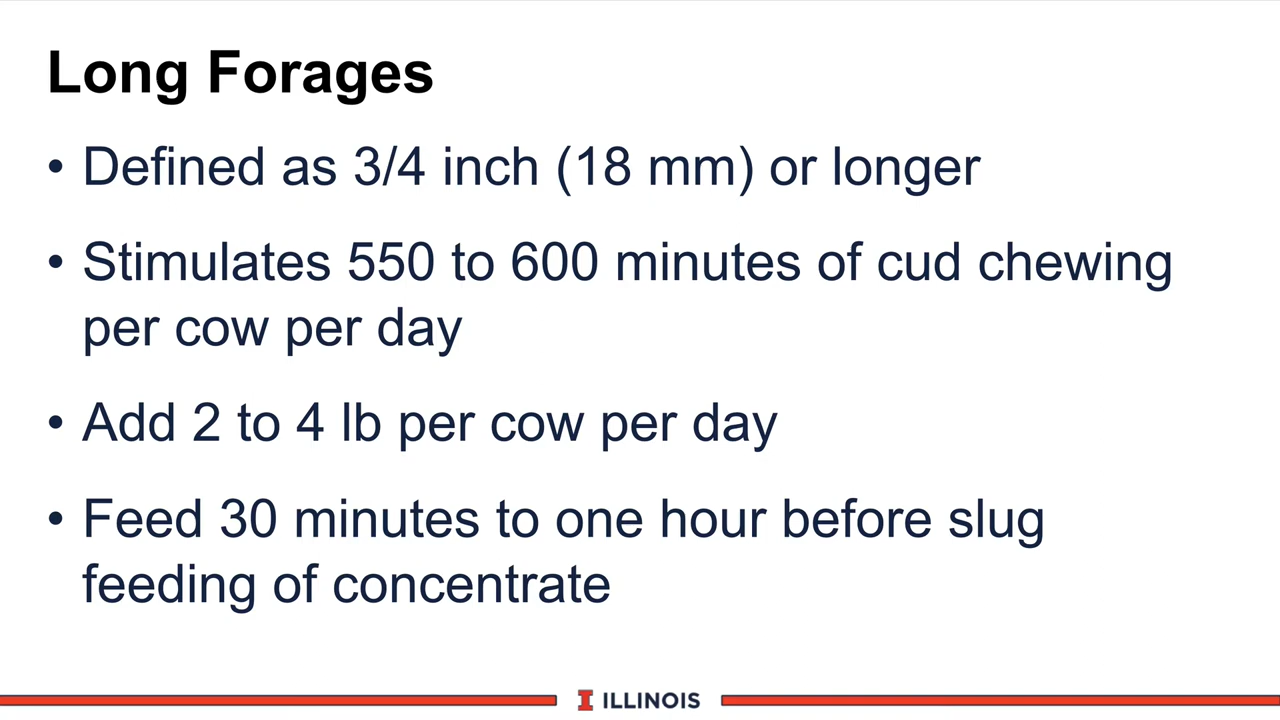 Long Forages
• Defined as 3/4 inch (18 mm) or longer
• Stimulates 550 to 600 minutes of cud chewing
per cow per day
• Add 2 to 4 lb per cow per day
• Feed 30 minutes to one hour before slug
feeding of concentrate
I ILLINOIS